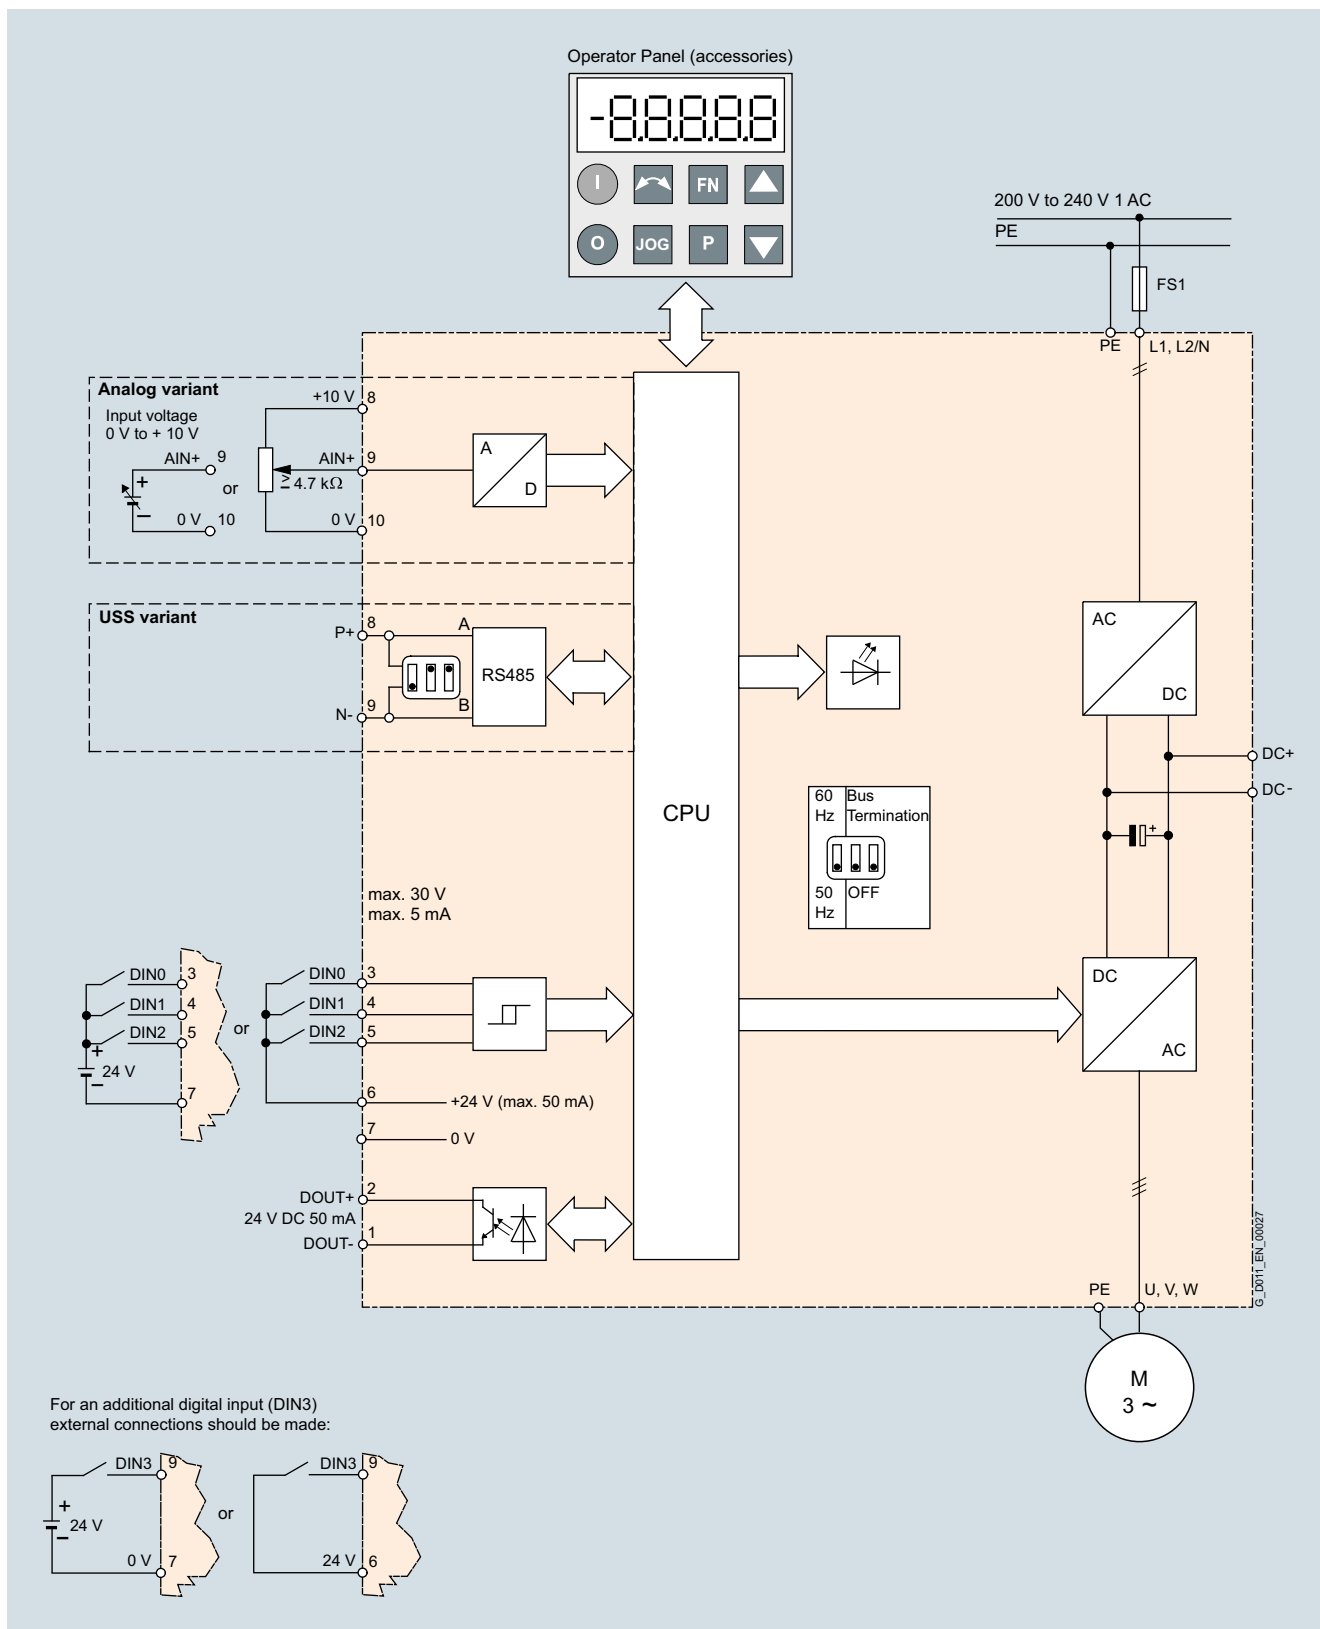 Operator Panel (accessories)
-8.8.8.8.8
I
FN
O
JOG
P
200 V to 240 V 1 AC
PE
FS1
PE
L1, L2/N
Analog variant
Input voltage
0 V to + 10 V
AIN+ 9
or
0 V 10
+10 V 8
AIN+ 9
≥ 4.7 kΩ
0 V 10
A
D
USS variant
P+ 8
A
RS485
N- 9
B
CPU
60 Hz
Bus Termination
50 Hz
OFF
AC
DC
DC+
DC-
+
max. 30 V
max. 5 mA
DIN0 3
DIN1 4
DIN2 5
+
24 V
–
7
or
DIN0 3
DIN1 4
DIN2 5
6 +24 V (max. 50 mA)
7 0 V
DC
AC
DOUT+ 2
24 V DC 50 mA
DOUT- 1
PE
U, V, W
G_D011_EN_00027
M
3 ~
For an additional digital input (DIN3)
external connections should be made:
DIN3 9
+
24 V
–
0 V 7
or
DIN3 9
24 V 6